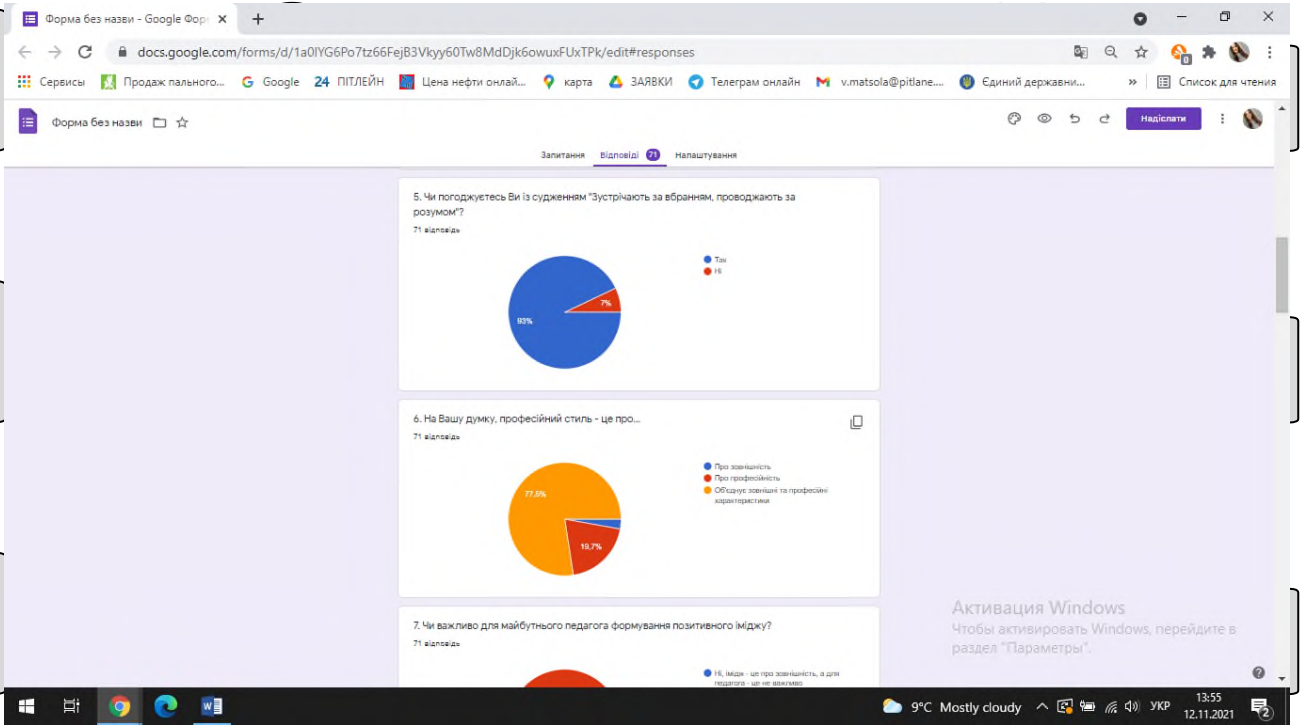 Форма без назви - Google Фор
docs.google.com/forms/d/1a0IYG6Po7tz66FejB3Vkyy60Tw8MdDjk6owuxFUxTPk/edit#responses
Сервисы Продаж пального... Google 24 ПІТЛЕЙН Цена нефти онлай... карта ЗАЯВКИ Телеграм онлайн v.matsola@pitlane.... Єдиний державни... » Список для чтения
Форма без назви Надіслати
Запитання Відповіді 71 Налаштування
5. Чи погоджуєтесь Ви із судженням "Зустрічають за вбранням, проводжають за
розумом"?
71 відповідь
Так
Ні
7%
93%
6. На Вашу думку, професійний стиль - це про...
71 відповідь
Про зовнішність
Про професійність
Об'єднує зовнішні та професійні
характеристики
77,5%
19,7%
7. Чи важливо для майбутнього педагога формування позитивного іміджу?
71 відповідь
Ні, імідж - це про зовнішність, а для
педагога - це не важливо
Активация Windows
Чтобы активировать Windows, перейдите в
раздел "Параметры".
9°C Mostly cloudy УКР 13:55
12.11.2021 2